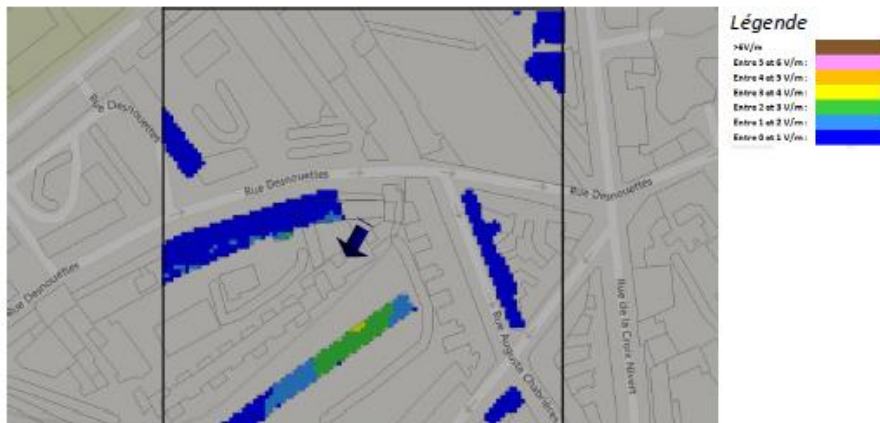 Légende
>6V/m
Entre 5 et 6 V/m :
Entre 4 et 5 V/m :
Entre 3 et 4 V/m :
Entre 2 et 3 V/m :
Entre 1 et 2 V/m :
Entre 0 et 1 V/m :
Rue Desnouettes
Rue Desnouettes
Rue Desnouettes
Rue Desnouettes
Rue de la Croix Nivert
Rue Auguste Chabrières